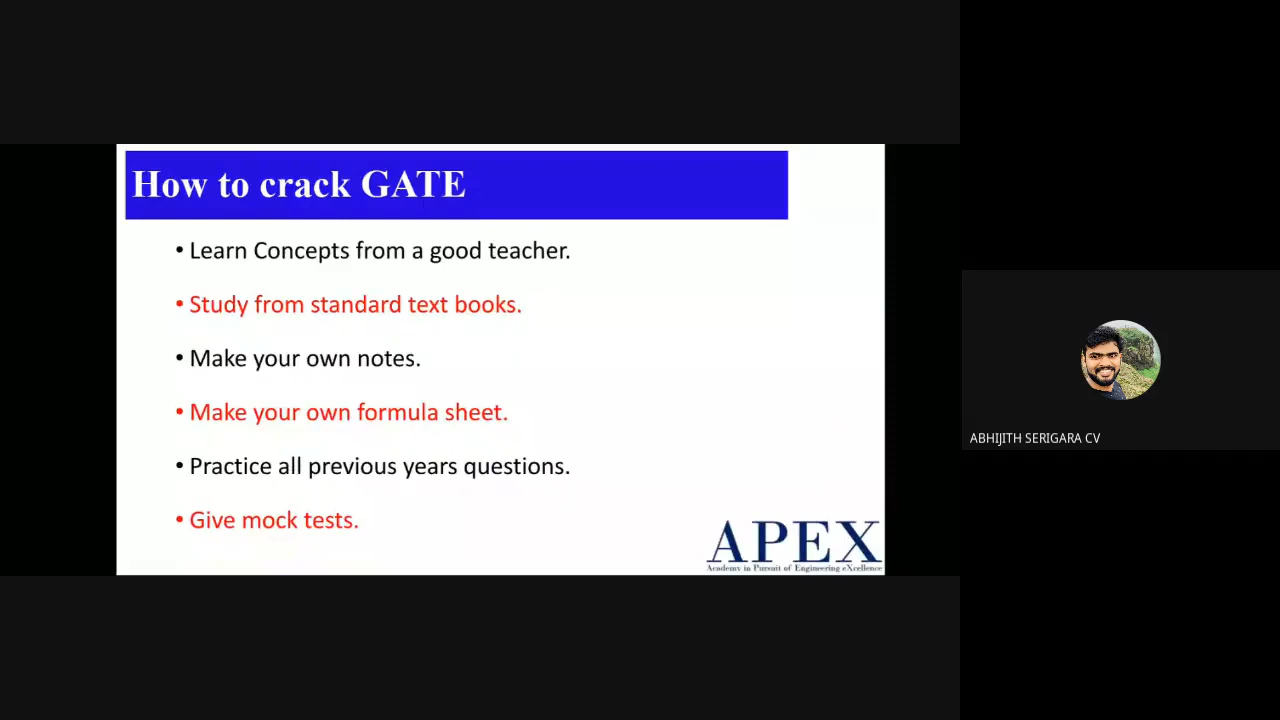 How to crack GATE
• Learn Concepts from a good teacher.
• Study from standard text books.
• Make your own notes.
• Make your own formula sheet.
• Practice all previous years questions.
• Give mock tests.
APEX
Academy in Pursuit of Engineering eXcellence
ABHIJITH SERIGARA CV